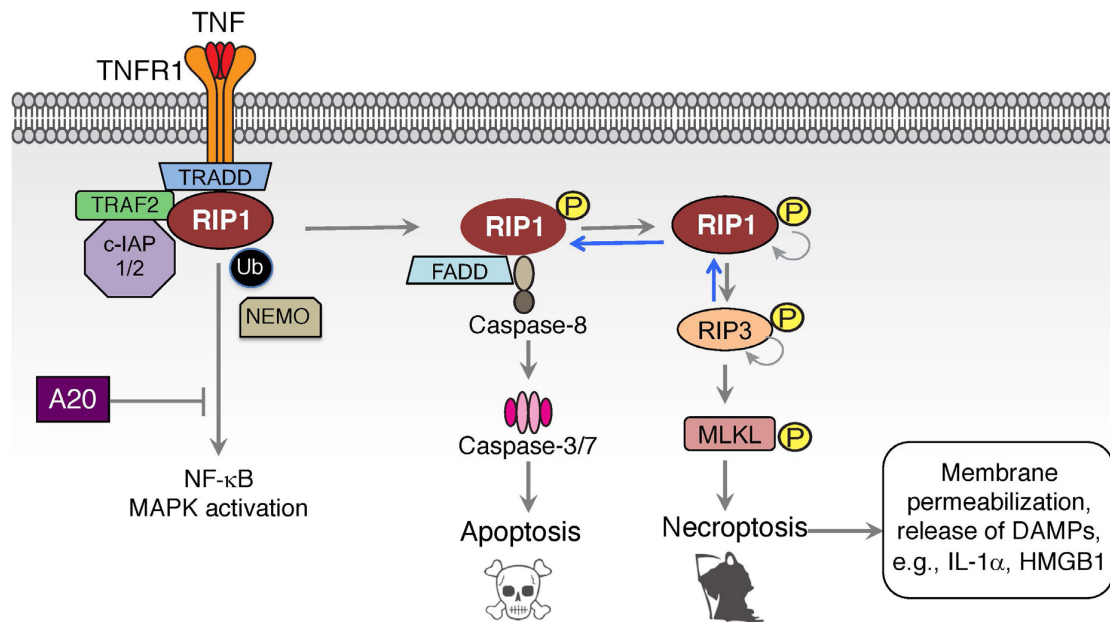 TNF
TNFR1
TRADD
TRAF2
RIP1
c-IAP
1/2
Ub
NEMO
A20
NF-κB
MAPK activation
RIP1
P
FADD
Caspase-8
Caspase-3/7
Apoptosis
RIP1
P
RIP3
P
MLKL
P
Necroptosis
Membrane
permeabilization,
release of DAMPs,
e.g., IL-1α, HMGB1